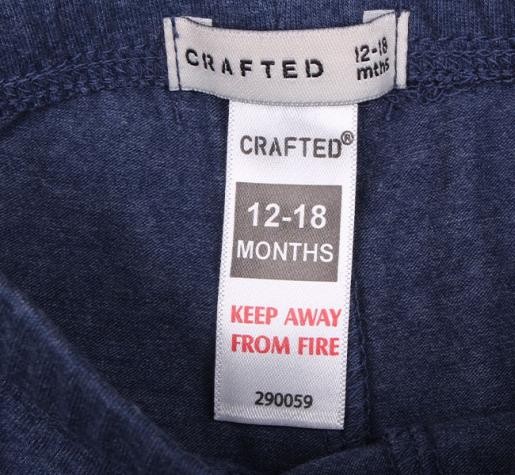 CRAFTED 12-18
mths
CRAFTED®
12-18
MONTHS
KEEP AWAY
FROM FIRE
290059